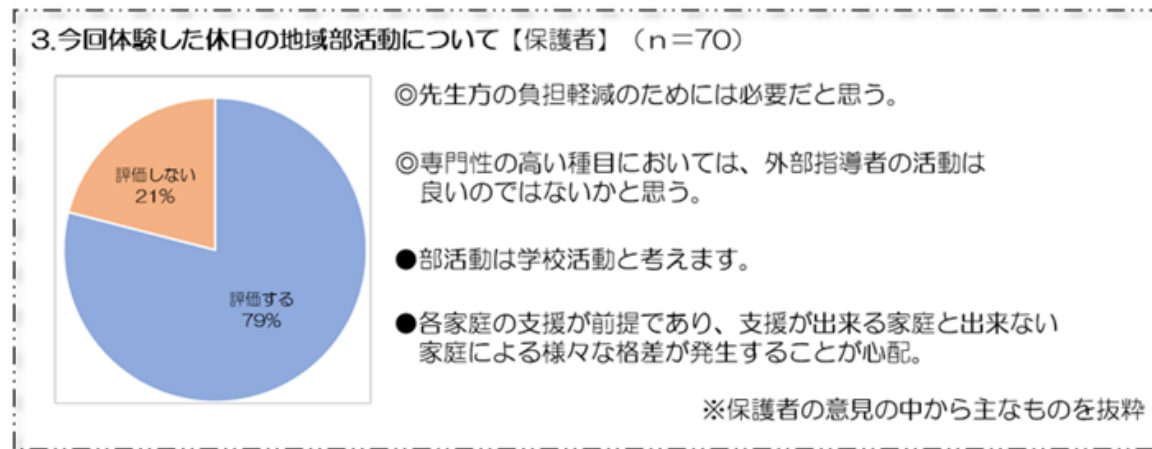 3.今回体験した休日の地域部活動について【保護者】（n＝70）
評価しない
21%
評価する
79%
◎先生方の負担軽減のためには必要だと思う。
◎専門性の高い種目においては、外部指導者の活動は
良いのではないかと思う。
●部活動は学校活動と考えます。
●各家庭の支援が前提であり、支援が出来る家庭と出来ない
家庭による様々な格差が発生することが心配。
※保護者の意見の中から主なものを抜粋